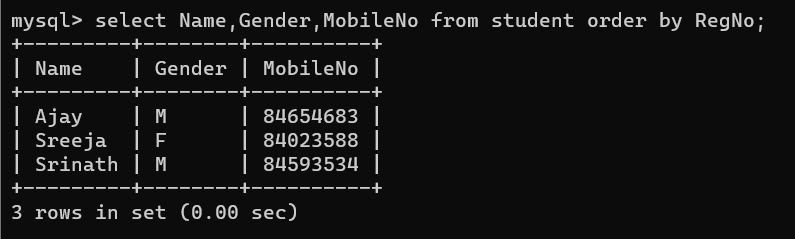 mysql> select Name,Gender,MobileNo from student order by RegNo;
+---------+--------+----------+
| Name    | Gender | MobileNo |
+---------+--------+----------+
| Ajay    | M      | 84654683 |
| Sreeja  | F      | 84023588 |
| Srinath | M      | 84593534 |
+---------+--------+----------+
3 rows in set (0.00 sec)